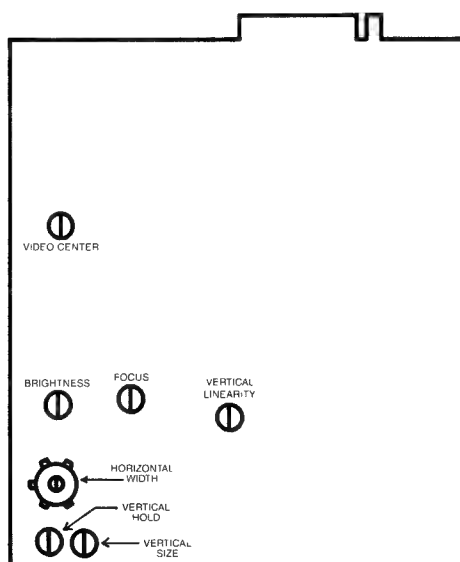 VIDEO CENTER
BRIGHTNESS
FOCUS
VERTICAL
LINEARITY
HORIZONTAL
WIDTH
VERTICAL
HOLD
VERTICAL
SIZE